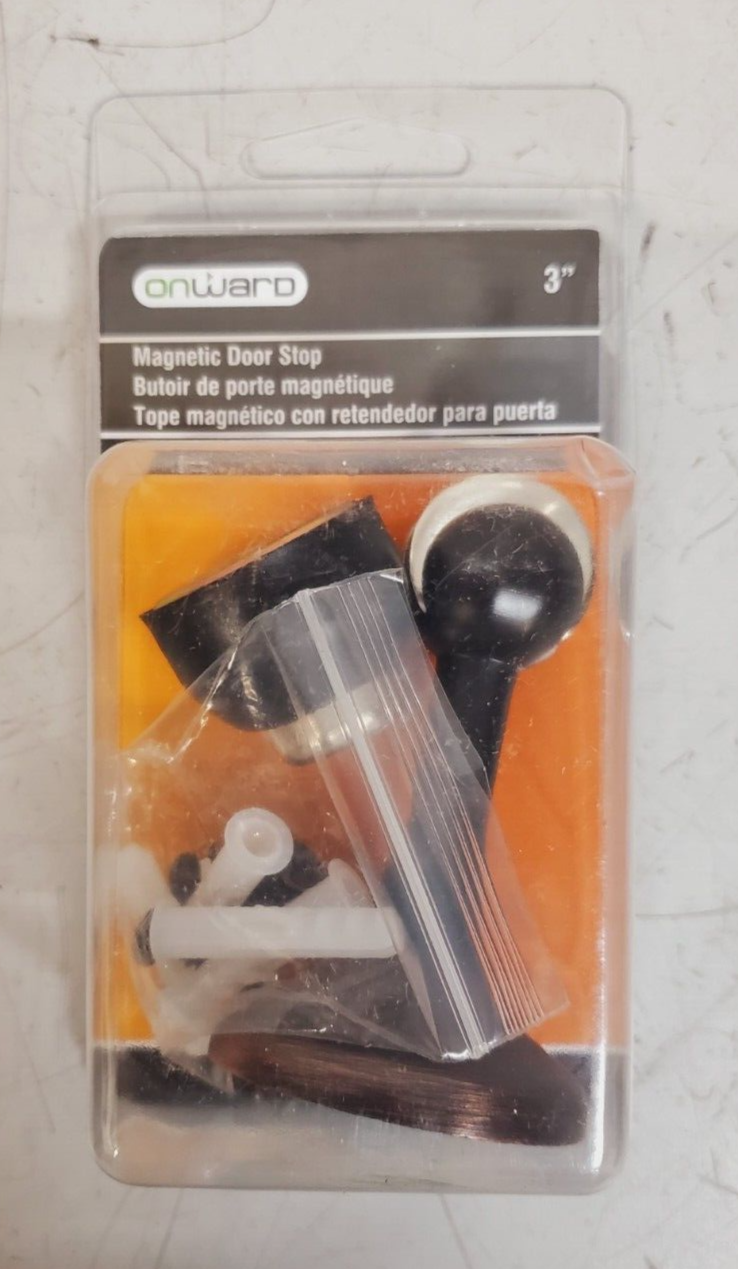 onward
3”
Magnetic Door Stop
Butoir de porte magnétique
Tope magnético con retendedor para puerta